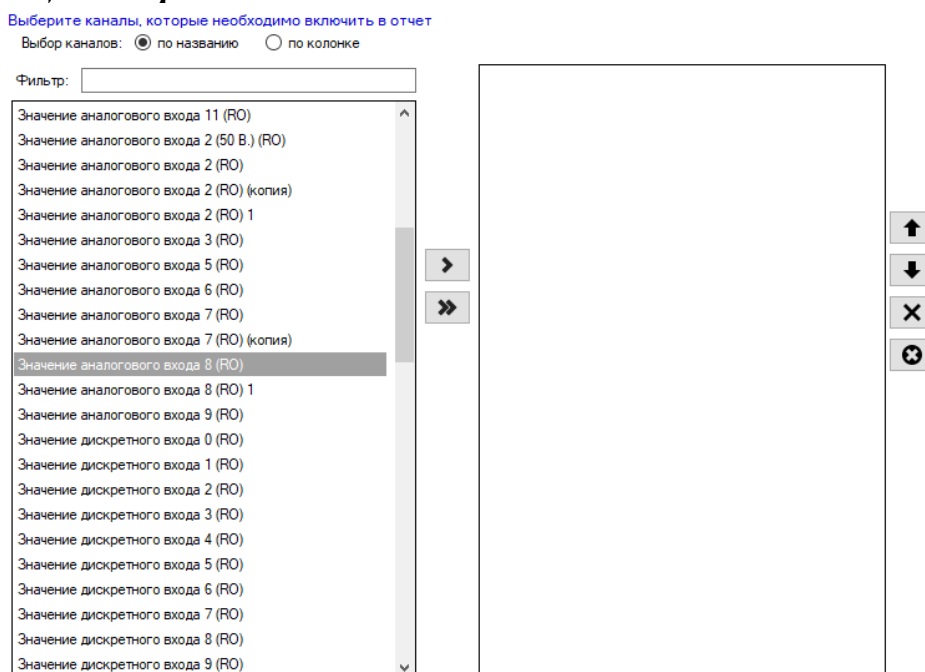 Выберите каналы, которые необходимо включить в отчет
Выбор каналов: по названию по колонке
Фильтр:
Значение аналогового входа 11 (RO)
Значение аналогового входа 2 (50 В.) (RO)
Значение аналогового входа 2 (RO)
Значение аналогового входа 2 (RO) (копия)
Значение аналогового входа 2 (RO) 1
Значение аналогового входа 3 (RO)
Значение аналогового входа 5 (RO)
Значение аналогового входа 6 (RO)
Значение аналогового входа 7 (RO)
Значение аналогового входа 7 (RO) (копия)
Значение аналогового входа 8 (RO)
Значение аналогового входа 8 (RO) 1
Значение аналогового входа 9 (RO)
Значение дискретного входа 0 (RO)
Значение дискретного входа 1 (RO)
Значение дискретного входа 2 (RO)
Значение дискретного входа 3 (RO)
Значение дискретного входа 4 (RO)
Значение дискретного входа 5 (RO)
Значение дискретного входа 6 (RO)
Значение дискретного входа 7 (RO)
Значение дискретного входа 8 (RO)
Значение дискретного входа 9 (RO)